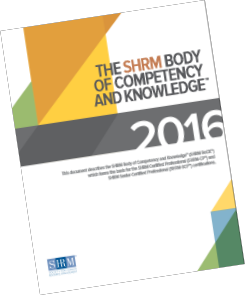 THE SHRM BODY
OF COMPETENCY
AND KNOWLEDGE™
2016
This document describes the SHRM Body of Competency and Knowledge™ (SHRM BoCK™)
which forms the basis for the SHRM Certified Professional (SHRM-CP®) and
SHRM Senior Certified Professional (SHRM-SCP®) certifications.
SHRM